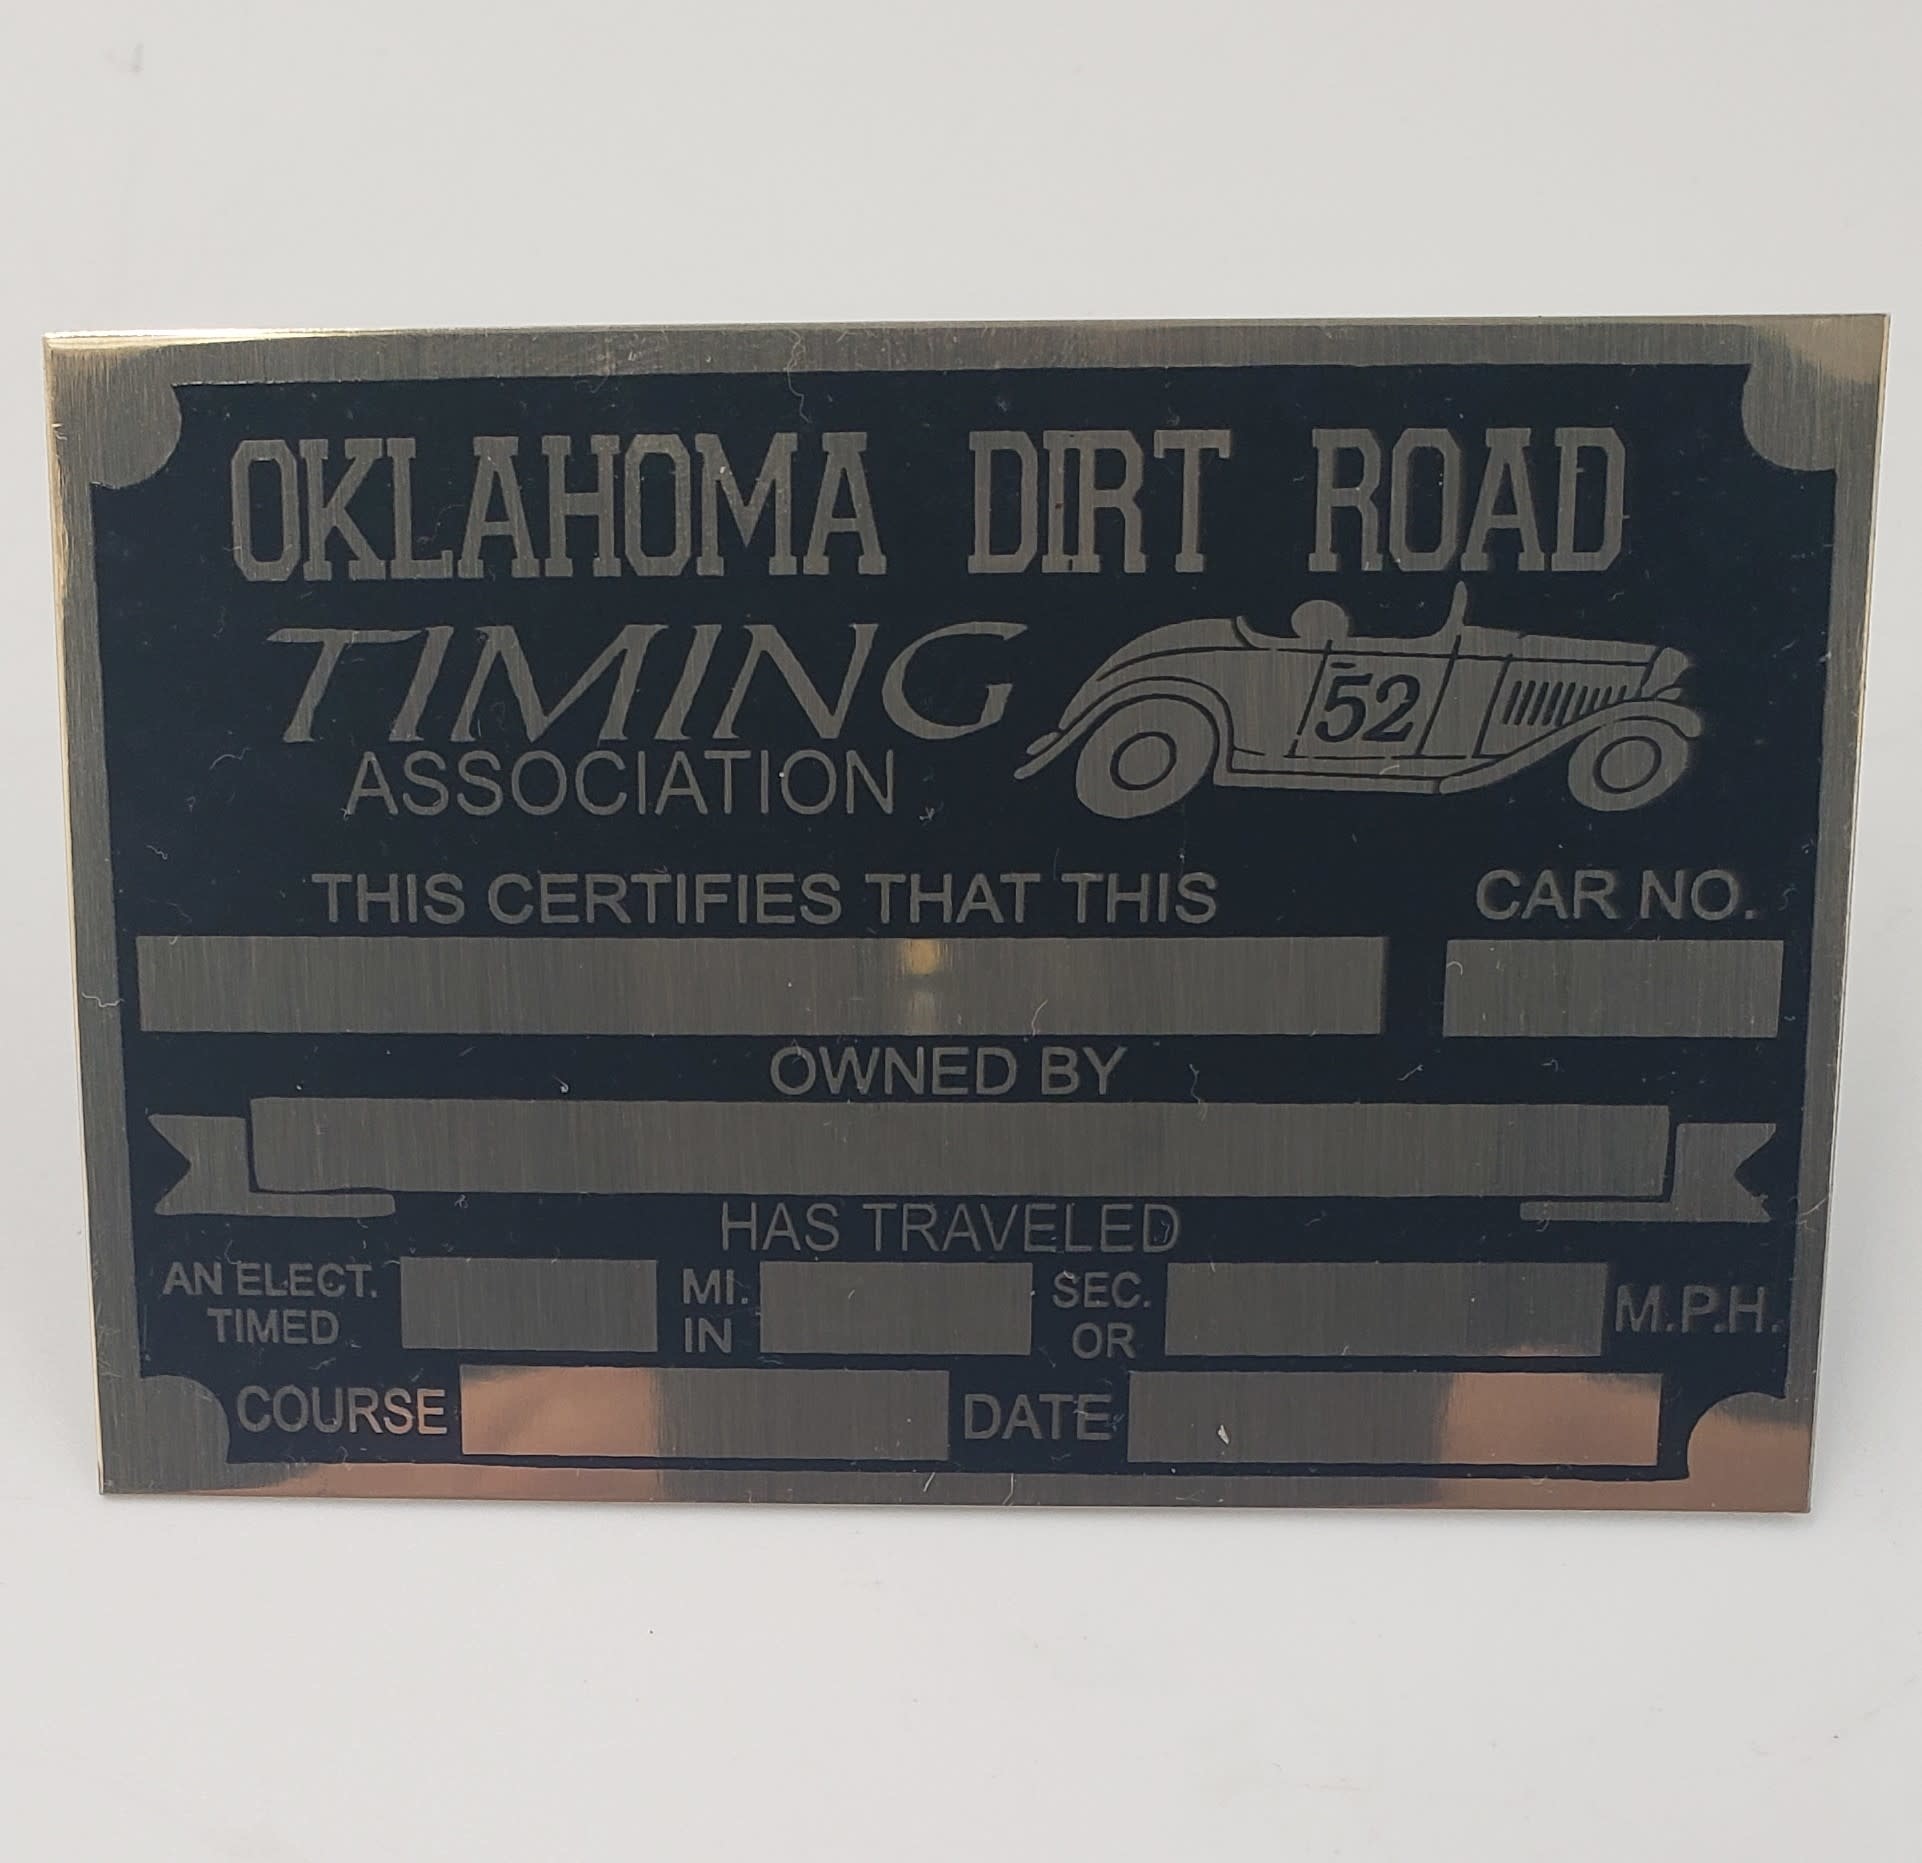 OKLAHOMA DIRT ROAD
TIMING
ASSOCIATION
52
THIS CERTIFIES THAT THIS
CAR NO.
OWNED BY
HAS TRAVELED
AN ELECT.
TIMED
MI.
IN
SEC.
OR
M.P.H.
COURSE
DATE